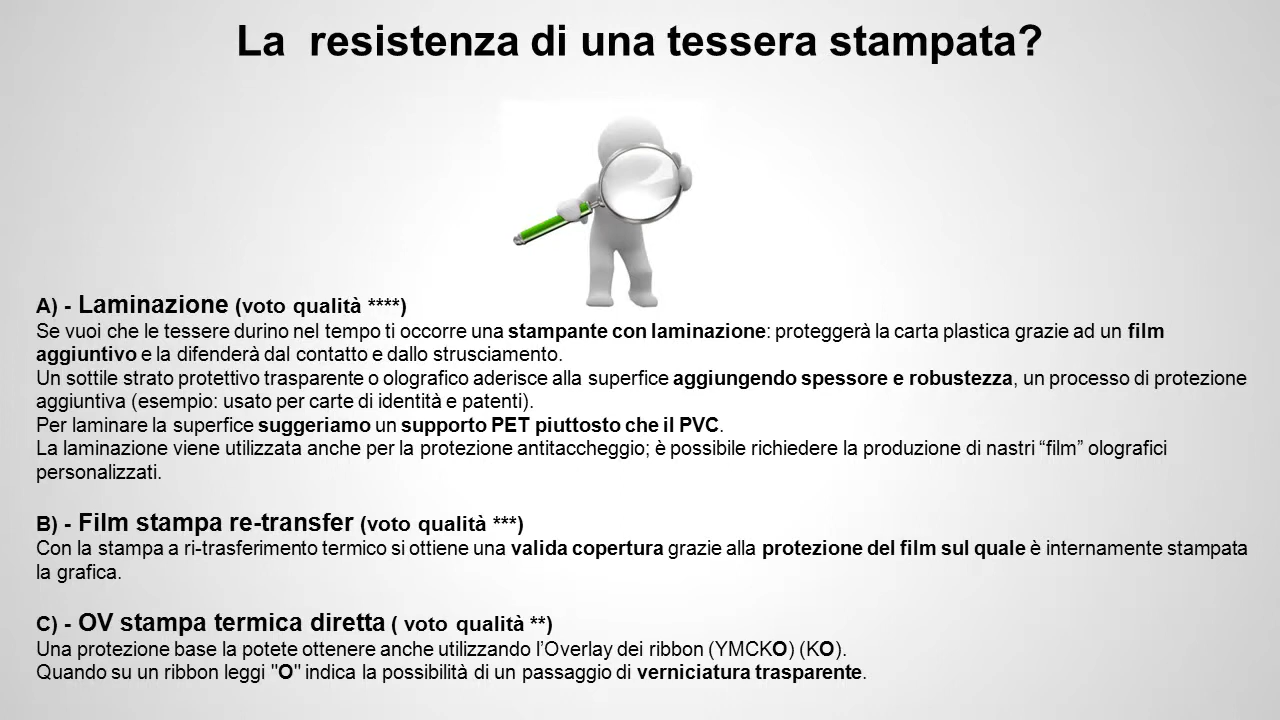 La  resistenza di una tessera stampata?
A) - Laminazione (voto qualità ****)
Se vuoi che le tessere durino nel tempo ti occorre una stampante con laminazione: proteggerà la carta plastica grazie ad un film
aggiuntivo e la difenderà dal contatto e dallo strusciamento.
Un sottile strato protettivo trasparente o olografico aderisce alla superfice aggiungendo spessore e robustezza, un processo di protezione
aggiuntiva (esempio: usato per carte di identità e patenti).
Per laminare la superfice suggeriamo un supporto PET piuttosto che il PVC.
La laminazione viene utilizzata anche per la protezione antitaccheggio; è possibile richiedere la produzione di nastri “film” olografici
personalizzati.
B) - Film stampa re-transfer (voto qualità ***)
Con la stampa a ri-trasferimento termico si ottiene una valida copertura grazie alla protezione del film sul quale è internamente stampata
la grafica.
C) - OV stampa termica diretta ( voto qualità **)
Una protezione base la potete ottenere anche utilizzando l’Overlay dei ribbon (YMCKO) (KO).
Quando su un ribbon leggi "O" indica la possibilità di un passaggio di verniciatura trasparente.